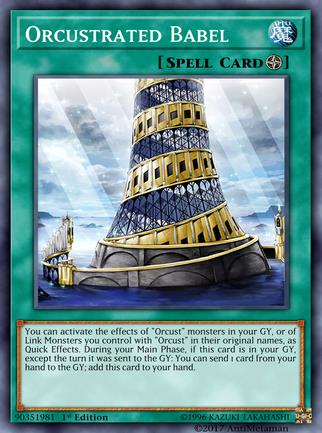 Orcustrated Babel
[Spell Card]
You can activate the effects of "Orcust" monsters in your GY, or of
Link Monsters you control with "Orcust" in their original names, as
Quick Effects. During your Main Phase, if this card is in your GY,
except the turn it was sent to the GY: You can send 1 card from your
hand to the GY; add this card to your hand.
90351981 1st Edition ©1996 KAZUKI TAKAHASHI
©2017 AntiMetaman